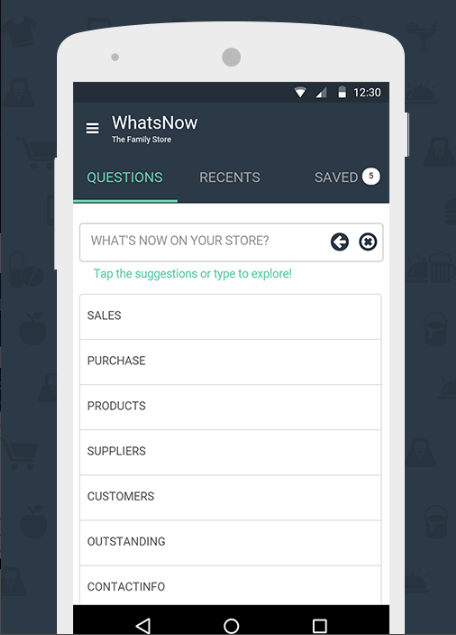 12:30
WhatsNow
The Family Store
QUESTIONS
RECENTS
SAVED 5
WHAT'S NOW ON YOUR STORE?
Tap the suggestions or type to explore!
SALES
PURCHASE
PRODUCTS
SUPPLIERS
CUSTOMERS
OUTSTANDING
CONTACTINFO